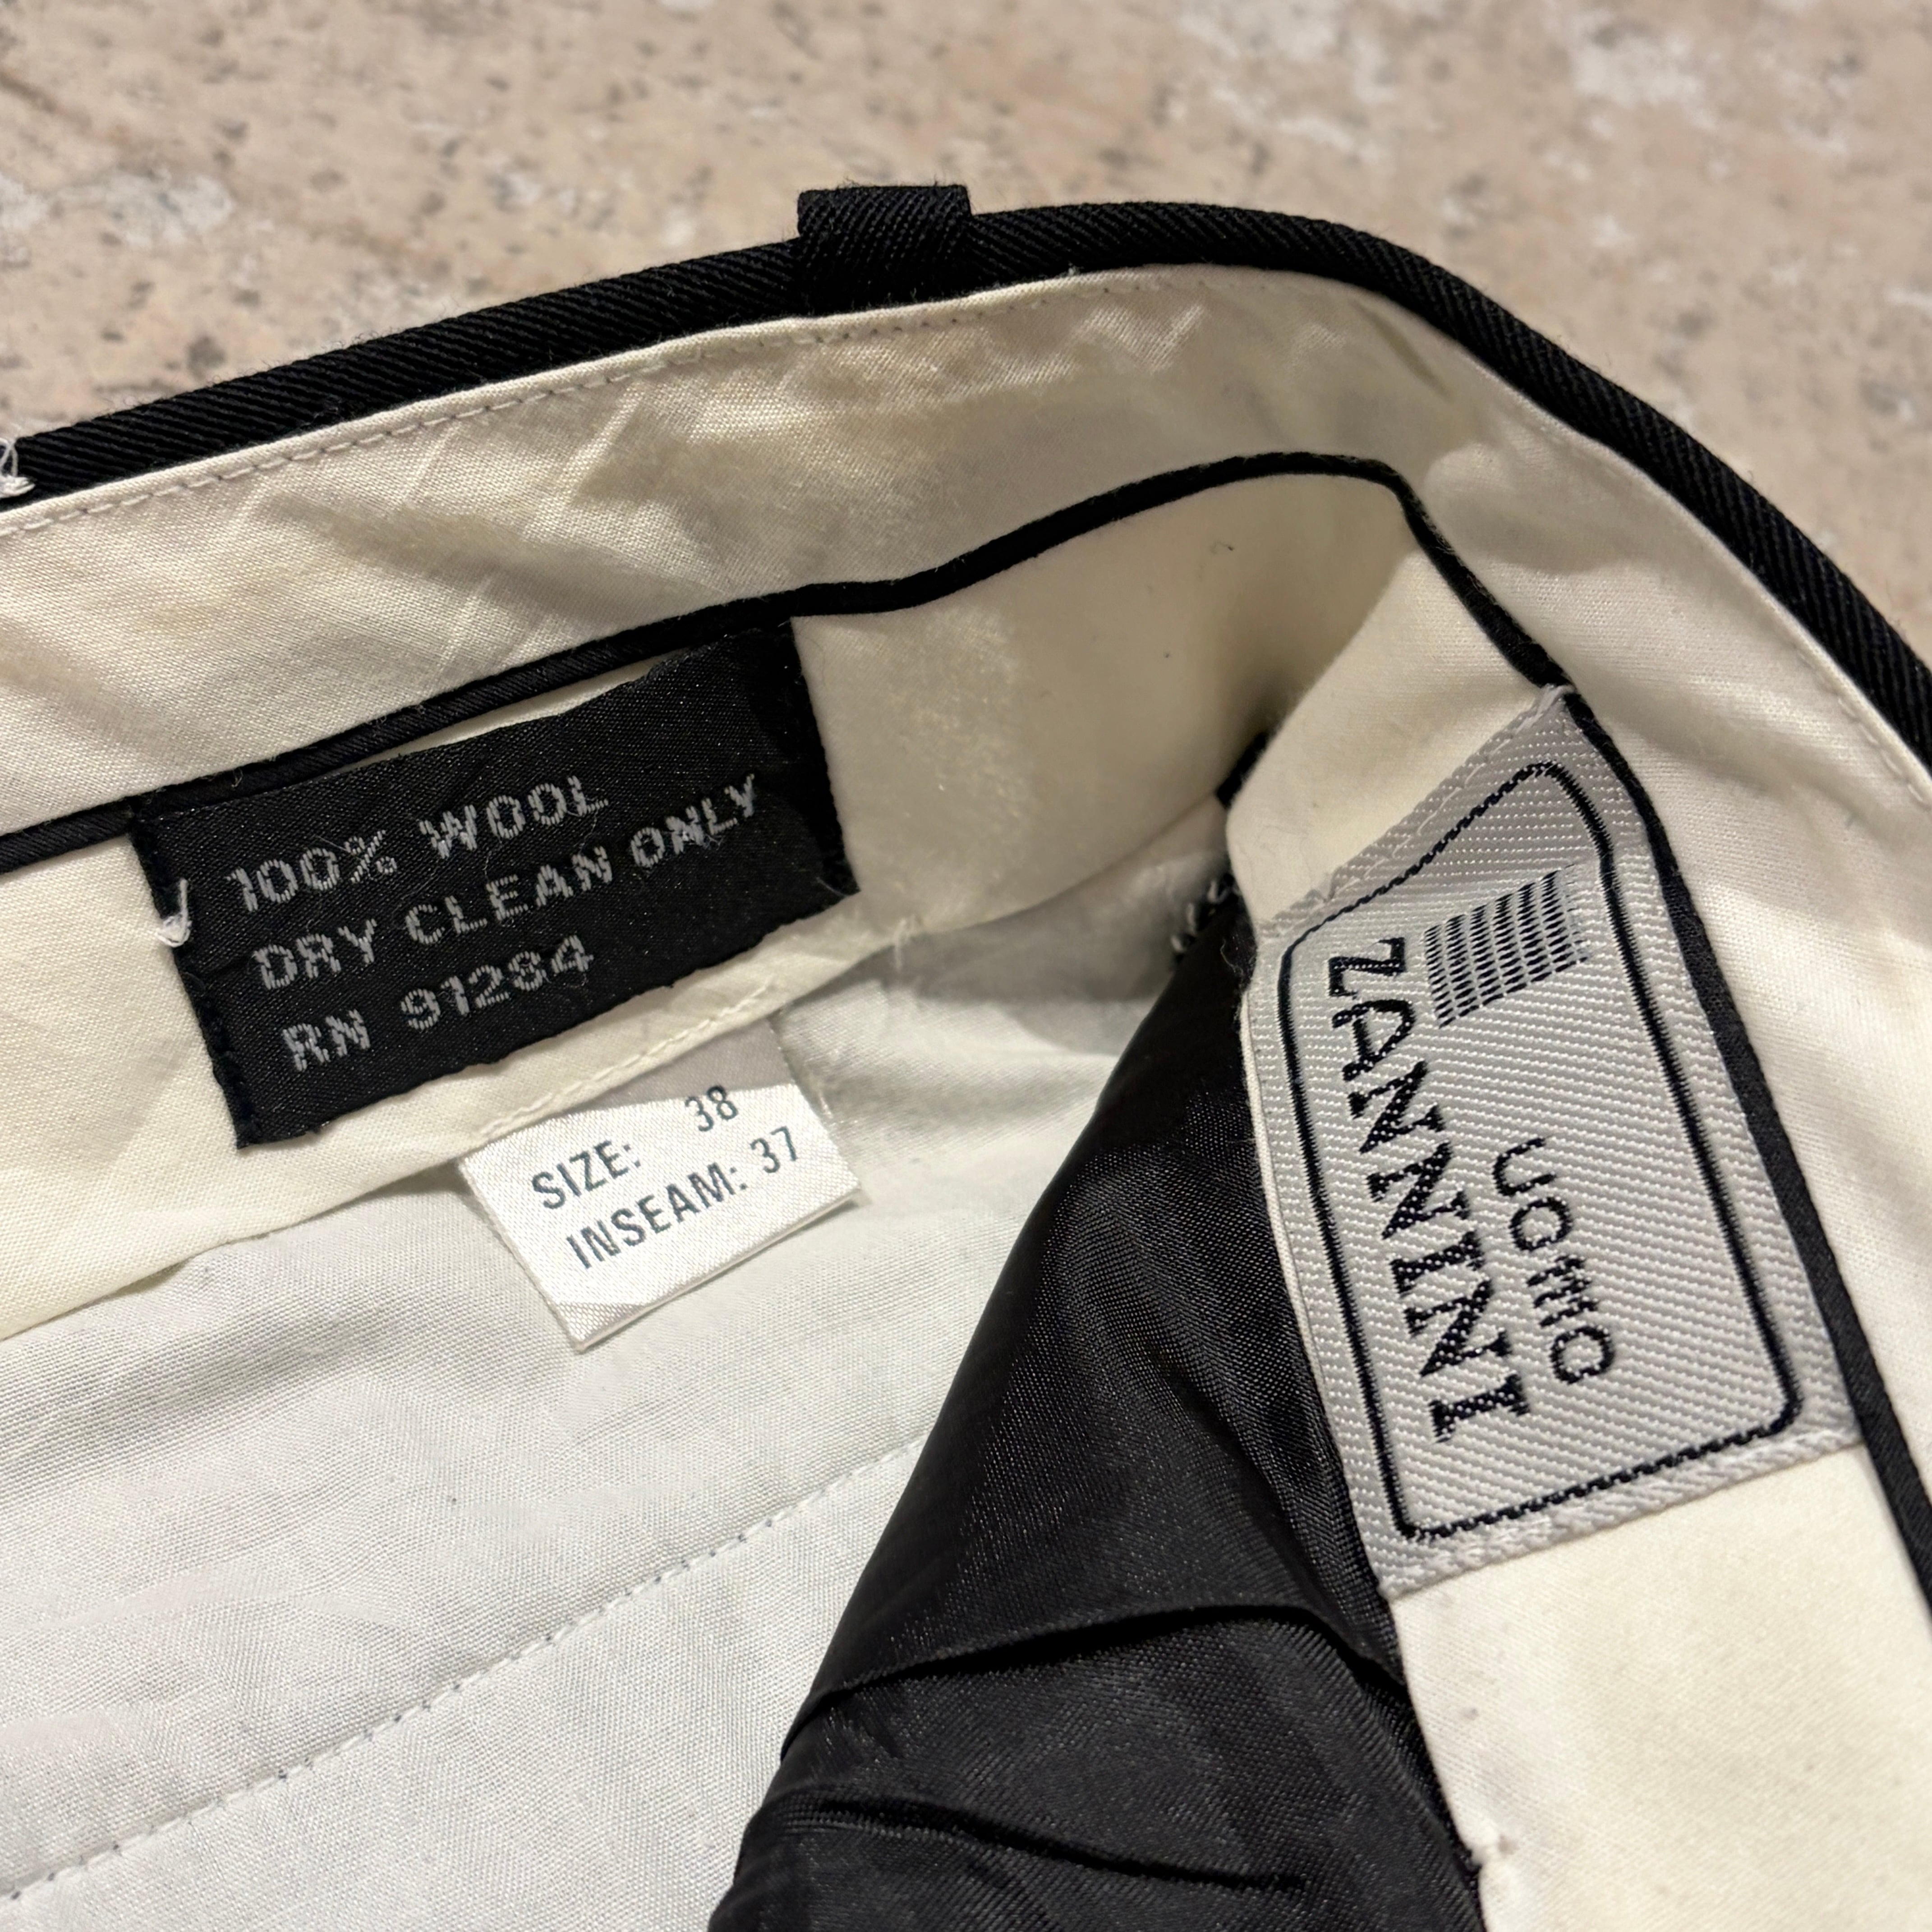 100% WOOL
DRY CLEAN ONLY
RN 91284
SIZE: 38
INSEAM: 37
ZANNINI
UOMO